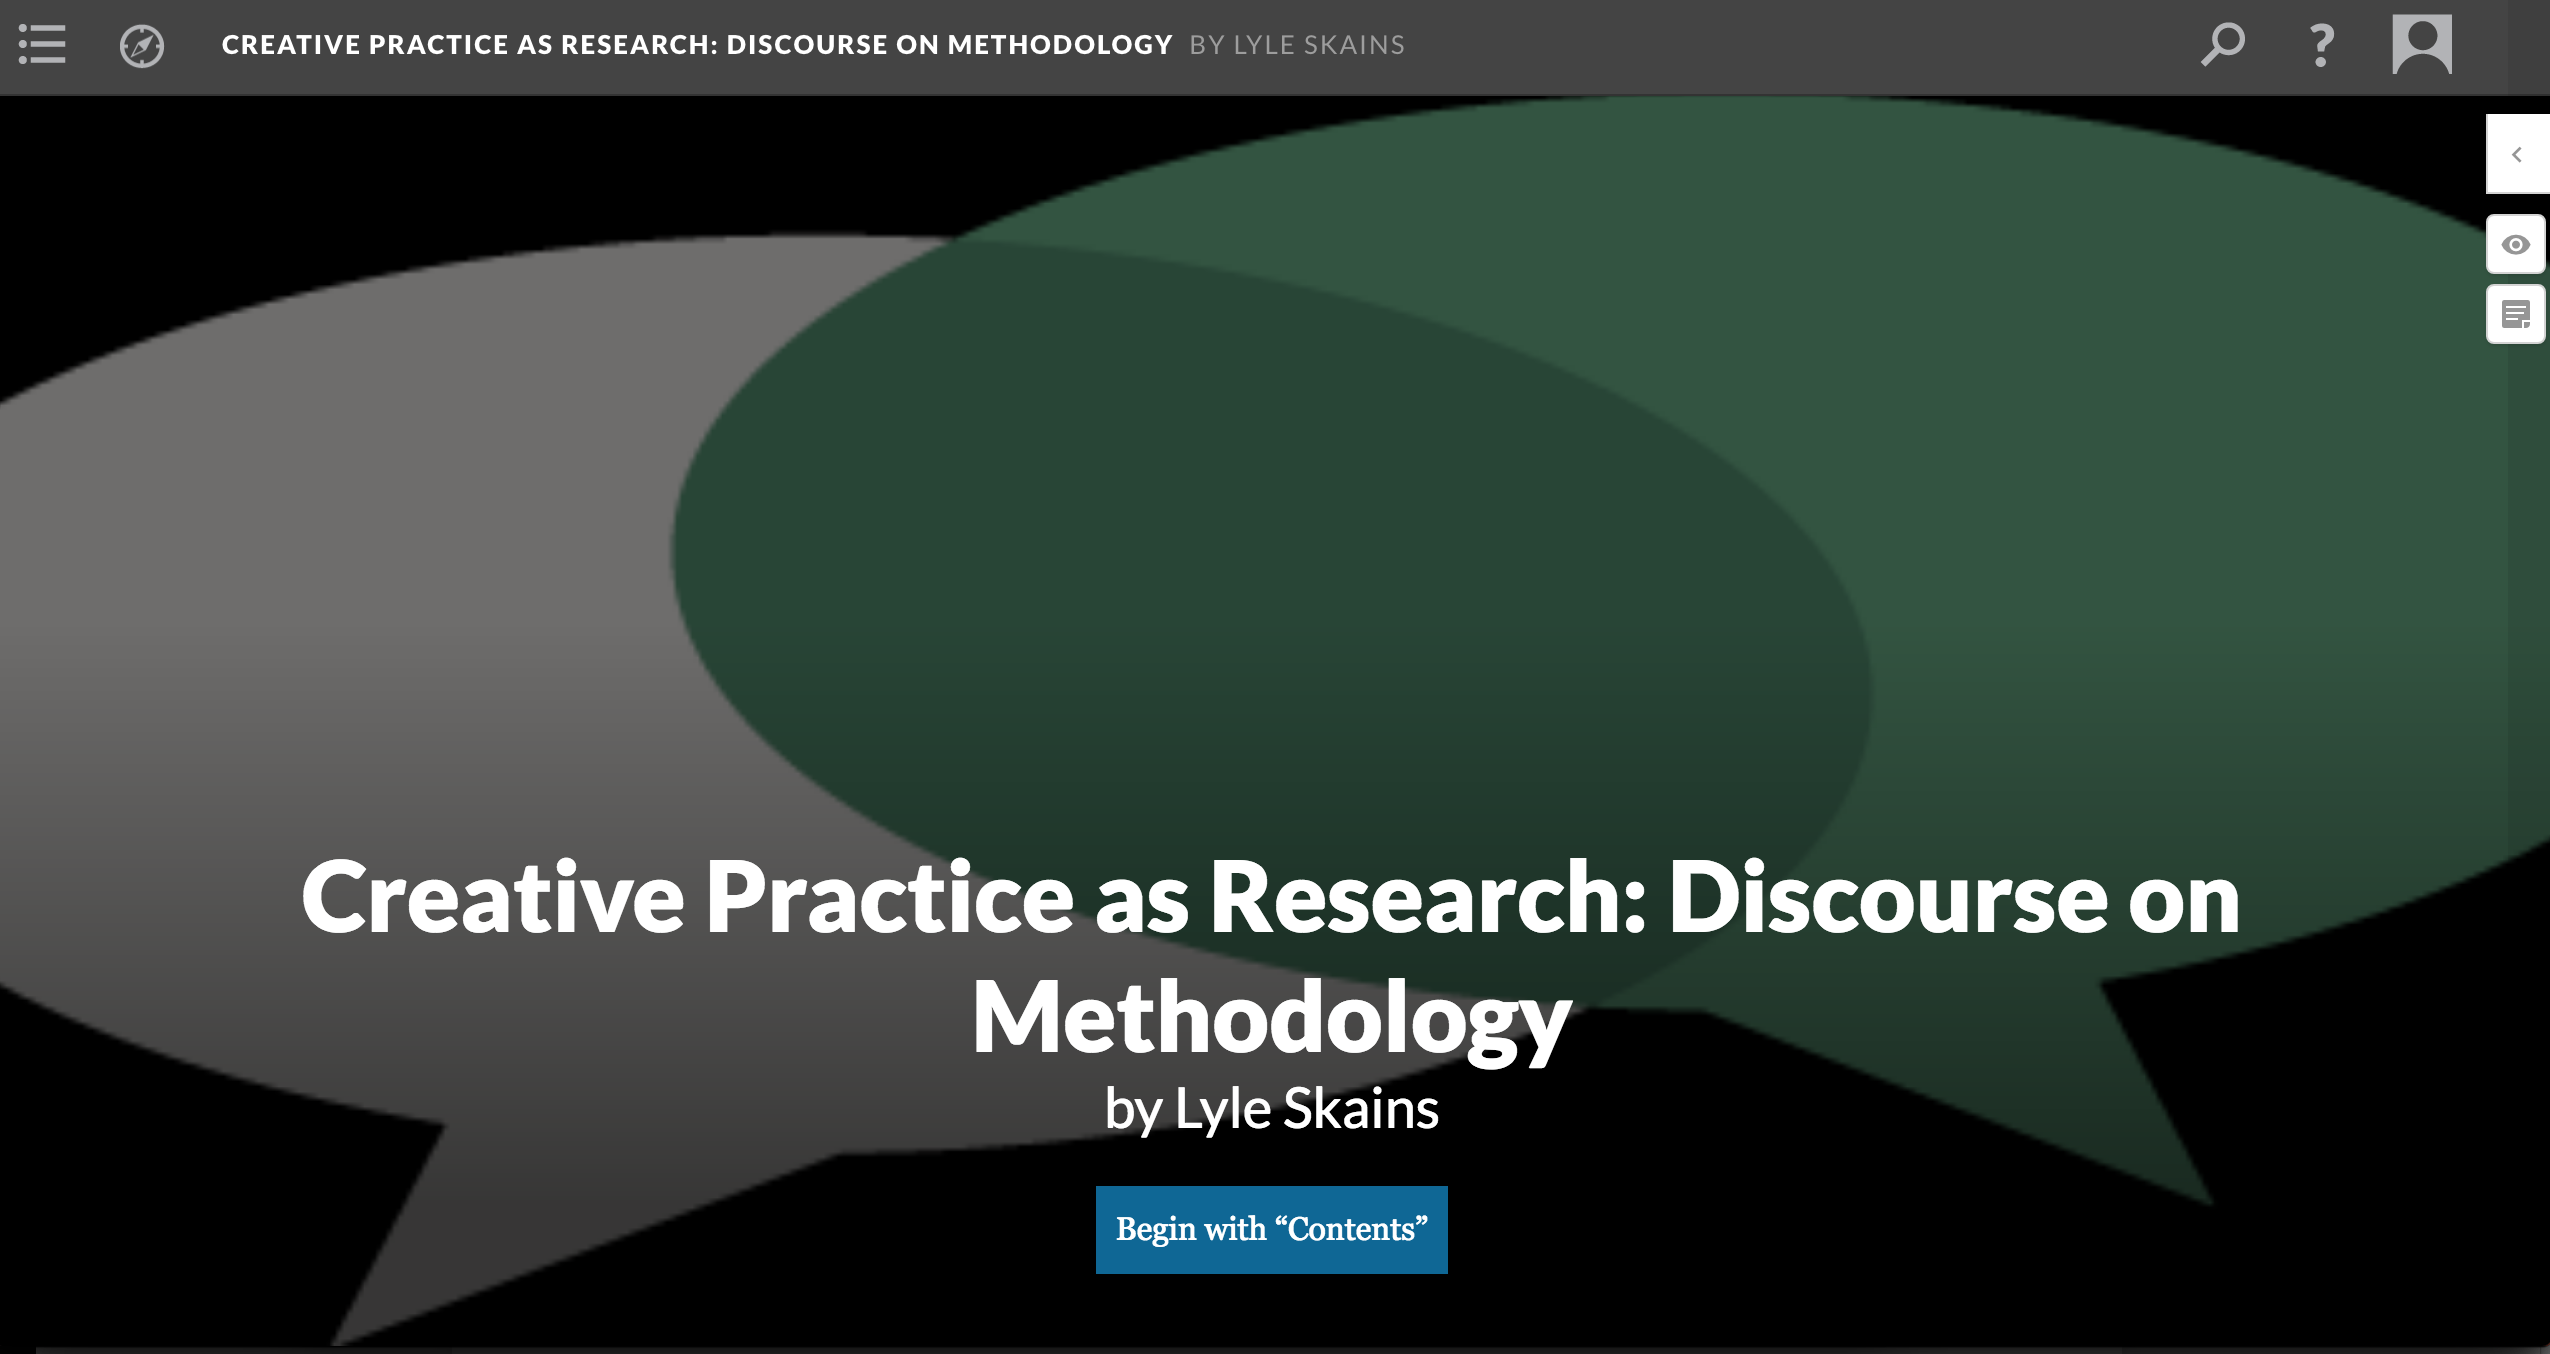 CREATIVE PRACTICE AS RESEARCH: DISCOURSE ON METHODOLOGY BY LYLE SKAINS
Creative Practice as Research: Discourse on
Methodology
by Lyle Skains
Begin with “Contents”